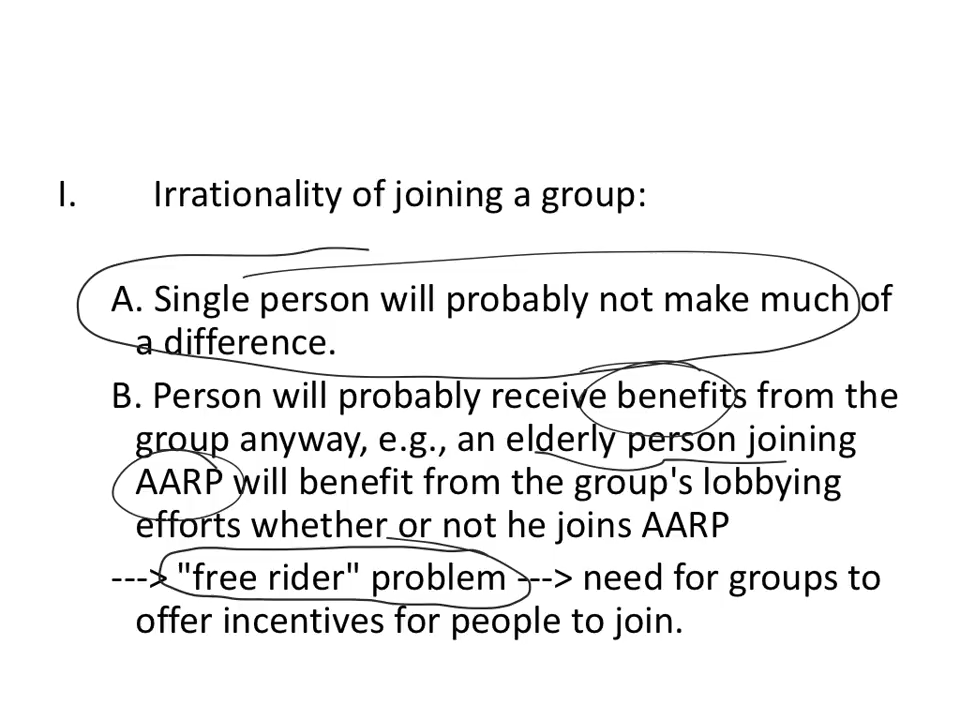 I. Irrationality of joining a group:
A. Single person will probably not make much of
a difference.
B. Person will probably receive benefits from the
group anyway, e.g., an elderly person joining
AARP will benefit from the group's lobbying
efforts whether or not he joins AARP
---> "free rider" problem ---> need for groups to
offer incentives for people to join.